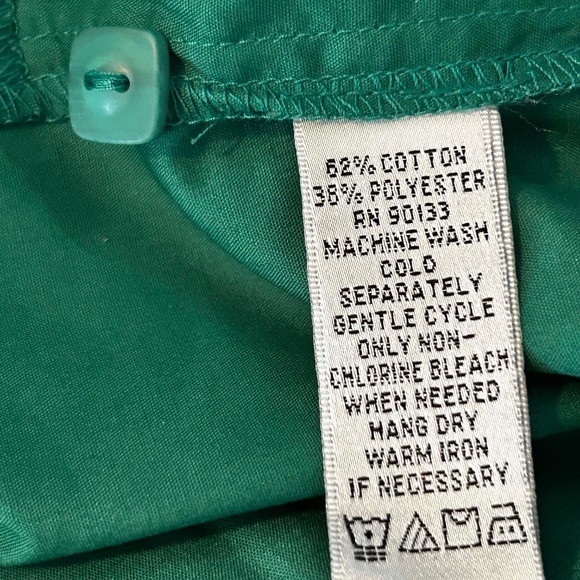 62% COTTON
38% POLYESTER
RN 90133
MACHINE WASH
COLD
SEPARATELY
GENTLE CYCLE
ONLY NON-
CHLORINE BLEACH
WHEN NEEDED
HANG DRY
WARM IRON
IF NECESSARY